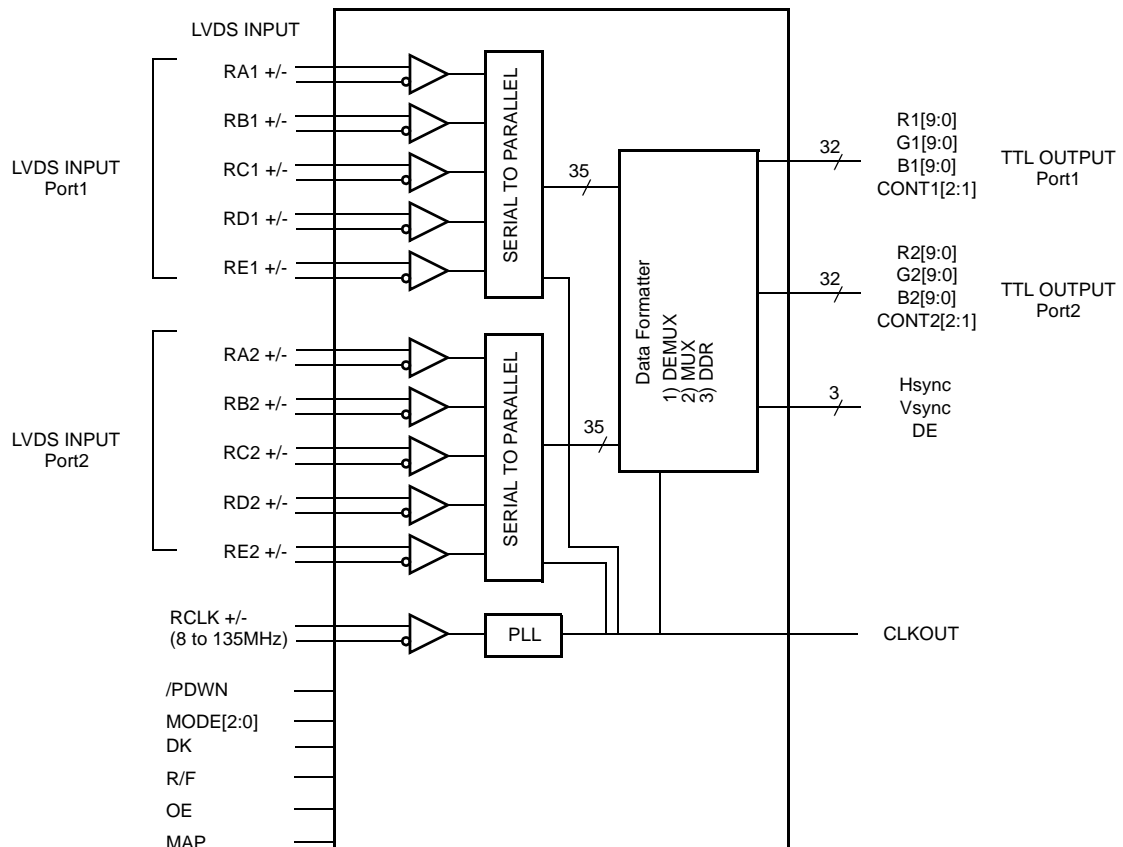 LVDS INPUT
RA1 +/-
RB1 +/-
RC1 +/-
RD1 +/-
RE1 +/-
LVDS INPUT
Port1
SERIAL TO PARALLEL
35
RA2 +/-
RB2 +/-
RC2 +/-
RD2 +/-
RE2 +/-
LVDS INPUT
Port2
SERIAL TO PARALLEL
35
Data Formatter
1) DEMUX
2) MUX
3) DDR
32
R1[9:0]
G1[9:0]
B1[9:0]
CONT1[2:1]
TTL OUTPUT
Port1
32
R2[9:0]
G2[9:0]
B2[9:0]
CONT2[2:1]
TTL OUTPUT
Port2
3
Hsync
Vsync
DE
RCLK +/-
(8 to 135MHz)
PLL
CLKOUT
/PDWN
MODE[2:0]
DK
R/F
OE
MAP